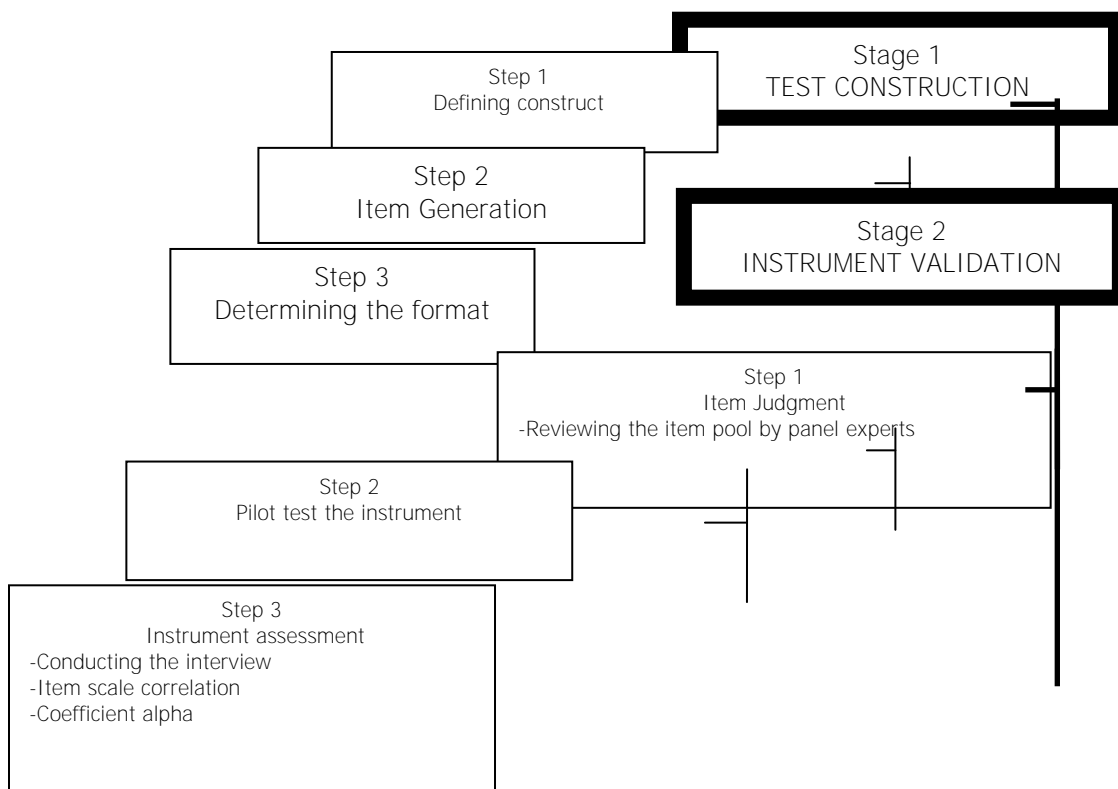 Stage 1
TEST CONSTRUCTION
Step 1
Defining construct
Step 2
Item Generation
Step 3
Determining the format
Stage 2
INSTRUMENT VALIDATION
Step 1
Item Judgment
-Reviewing the item pool by panel experts
Step 2
Pilot test the instrument
Step 3
Instrument assessment
-Conducting the interview
-Item scale correlation
-Coefficient alpha